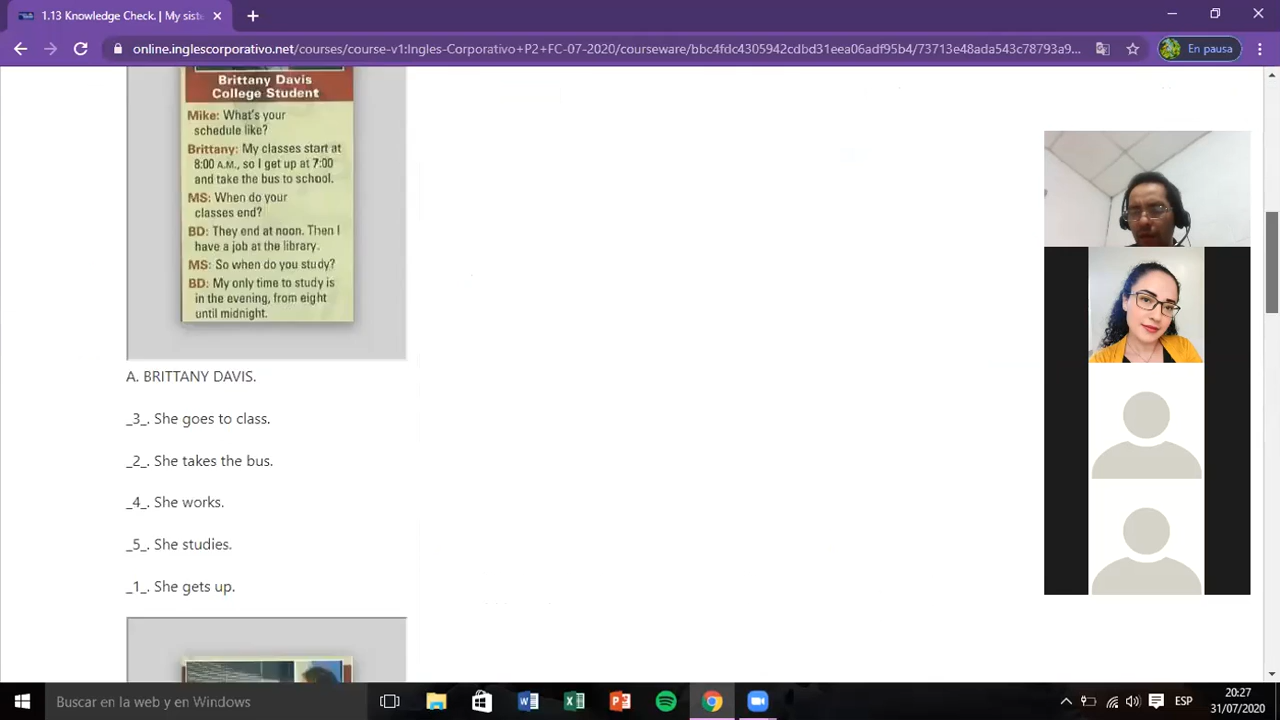 1.13 Knowledge Check. | My sist
online.inglescorporativo.net/courses/course-v1:Ingles-Corporativo+P2+FC-07-2020/courseware/bbc4fdc4305942cdbd31eea06adf95b4/73713e48ada543c78793a9...
En pausa
Brittany Davis
College Student
Mike: What's your
schedule like?
Brittany: My classes start at
8:00 A.M., so I get up at 7:00
and take the bus to school.
MS: When do your
classes end?
BD: They end at noon. Then I
have a job at the library.
MS: So when do you study?
BD: My only time to study is
in the evening, from eight
until midnight.
A. BRITTANY DAVIS.
_3_. She goes to class.
_2_. She takes the bus.
_4_. She works.
_5_. She studies.
_1_. She gets up.
Buscar en la web y en Windows
ESP
20:27
31/07/2020